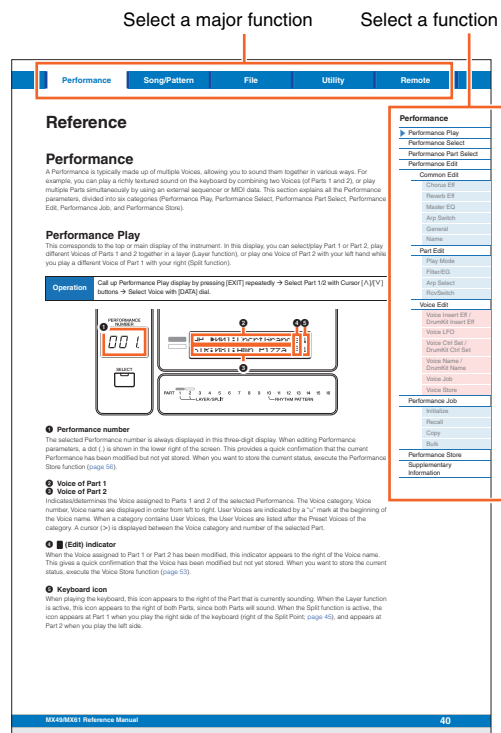 Select a major function
Select a function
Performance
Song/Pattern
File
Utility
Remote
Reference
Performance
A Performance is typically made up of multiple Voices, allowing you to sound them together in various ways. For
example, you can play a richly textured sound on the keyboard by combining two Voices (of Parts 1 and 2), or play
multiple Parts simultaneously by using an external sequencer or MIDI data. This section explains all the Performance
parameters, divided into six categories (Performance Play, Performance Select, Performance Part Select, Performance
Edit, Performance Job, and Performance Store).
Performance Play
This corresponds to the top or main display of the instrument. In this display, you can select/play Part 1 or Part 2, play
different Voices of Parts 1 and 2 together in a layer (Layer function), or play one Voice of Part 2 with your left hand while
you play a different Voice of Part 1 with your right (Split function).
Operation
Call up Performance Play display by pressing [EXIT] repeatedly → Select Part 1/2 with Cursor [∧]/[∨]
buttons → Select Voice with [DATA] dial.
PERFORMANCE
NUMBER
001.
SELECT
❶
❷
❹❺
❸
PART 1 2 3 4 5 6 7 8 9 10 11 12 13 14 15 16
LAYER/SPLIT
RHYTHM PATTERN
❶ Performance number
The selected Performance number is always displayed in this three-digit display. When editing Performance
parameters, a dot (.) is shown in the lower right of the screen. This provides a quick confirmation that the current
Performance has been modified but not yet stored. When you want to store the current status, execute the Performance
Store function (page 56).
❷ Voice of Part 1
❸ Voice of Part 2
Indicates/determines the Voice assigned to Parts 1 and 2 of the selected Performance. The Voice category, Voice
number, Voice name are displayed in order from left to right. User Voices are indicated by a "u" mark at the beginning of
the Voice name. When a category contains User Voices, the User Voices are listed after the Preset Voices of the
category. A cursor (>) is displayed between the Voice category and number of the selected Part.
❹ (Edit) indicator
When the Voice assigned to Part 1 or Part 2 has been modified, this indicator appears to the right of the Voice name.
This gives a quick confirmation that the Voice has been modified but not yet stored. When you want to store the current
status, execute the Voice Store function (page 53).
❺ Keyboard icon
When playing the keyboard, this icon appears to the right of the Part that is currently sounding. When the Layer function
is active, this icon appears to the right of both Parts, since both Parts will sound. When the Split function is active, the
icon appears at Part 1 when you play the right side of the keyboard (right of the Split Point; page 45), and appears at
Part 2 when you play the left side.
Performance
Performance Play
Performance Select
Performance Part Select
Performance Edit
Common Edit
Chorus Eff
Reverb Eff
Master EQ
Arp Switch
General
Name
Part Edit
Play Mode
Filter/EG
Arp Select
RcvSwitch
Voice Edit
Voice Insert Eff /
DrumKit Insert Eff
Voice LFO
Voice Ctrl Set /
DrumKit Ctrl Set
Voice Name /
DrumKit Name
Voice Job
Voice Store
Performance Job
Initialize
Recall
Copy
Bulk
Performance Store
Supplementary
Information
MX49/MX61 Reference Manual
40